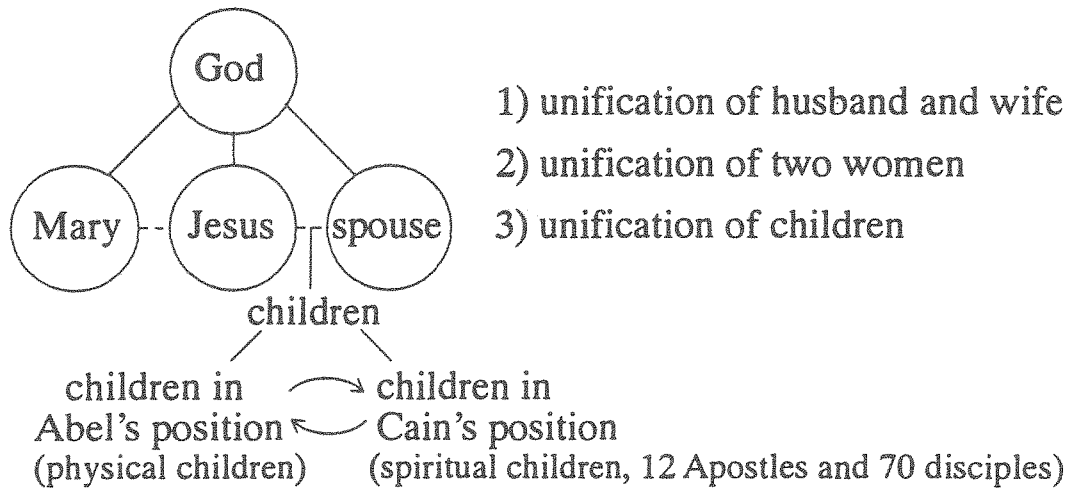 God
1) unification of husband and wife
2) unification of two women
Mary
Jesus
spouse
3) unification of children
children
children in
Abel's position
(physical children)
children in
Cain's position
(spiritual children, 12 Apostles and 70 disciples)